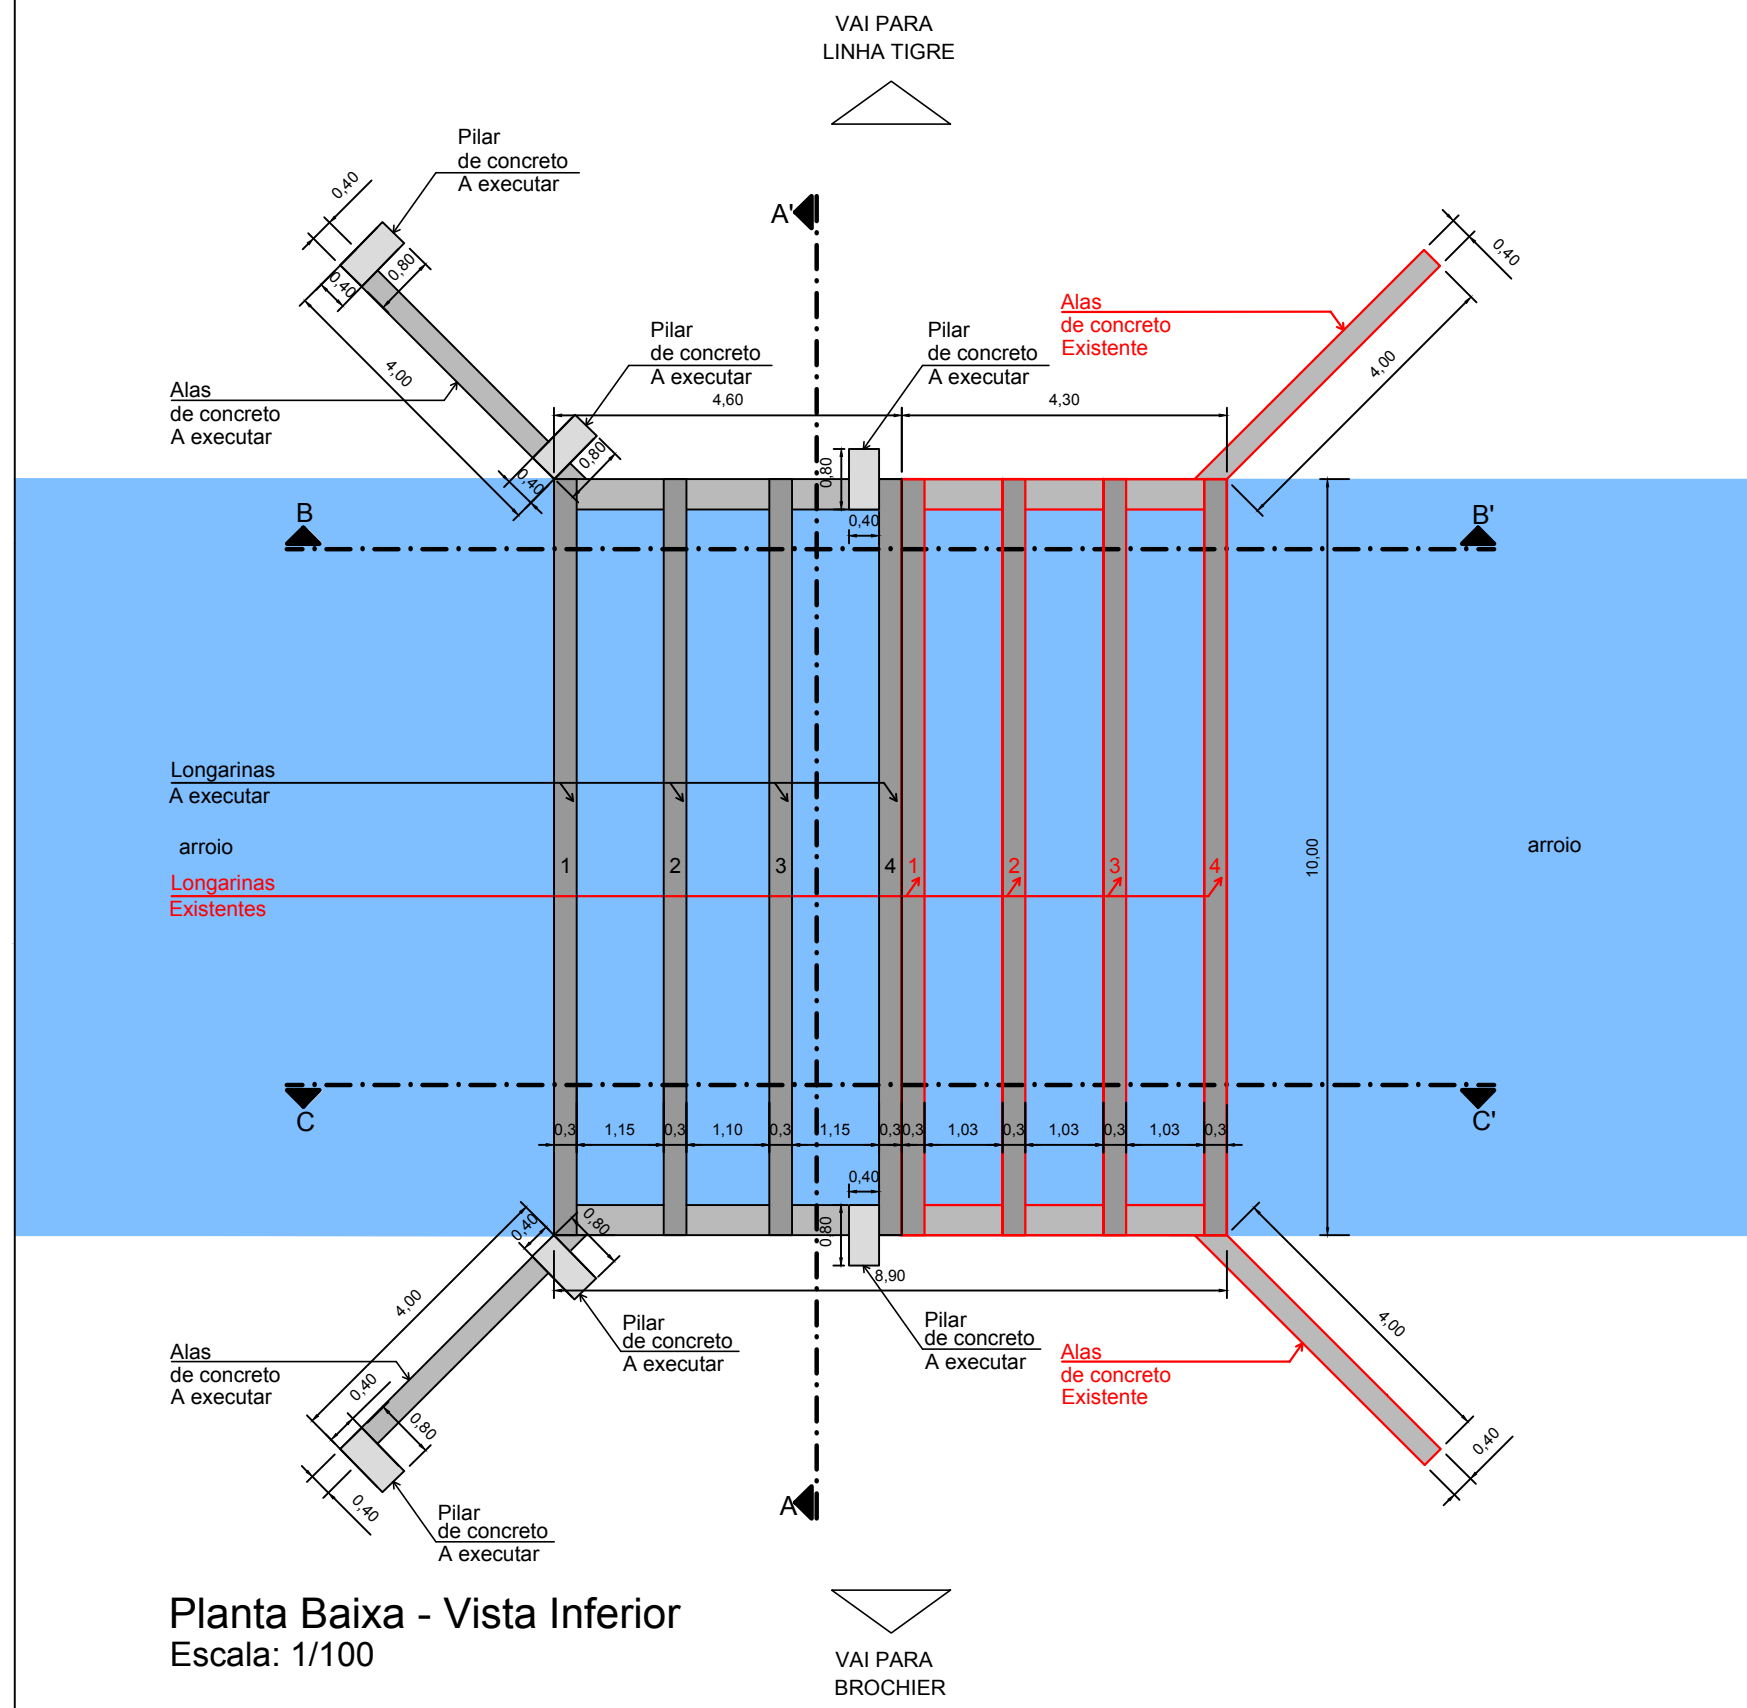 VAI PARA
LINHA TIGRE
Pilar
de concreto
A executar
0,40
A'
0,40
0,80
0,40
Alas
de concreto
Existente
Pilar
de concreto
A executar
Pilar
de concreto
A executar
4,00
4,00
Alas
de concreto
A executar
4,60
4,30
0,80
0,40
0,80
0,40
B
B'
Longarinas
A executar
arroio
arroio
10,00
1
2
3
4
1
2
3
4
Longarinas
Existentes
C
C'
0,3
1,15
0,3
1,10
0,3
1,15
0,3
0,3
1,03
0,3
1,03
0,3
1,03
0,3
0,40
0,40
0,80
0,80
8,90
4,00
4,00
Pilar
de concreto
A executar
Pilar
de concreto
A executar
Alas
de concreto
A executar
Alas
de concreto
Existente
0,40
0,80
0,40
0,40
A
Pilar
de concreto
A executar
Planta Baixa - Vista Inferior
Escala: 1/100
VAI PARA
BROCHIER